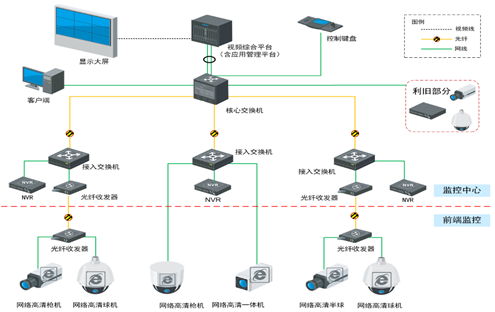 图例
视频线
光纤
网线
显示大屏
视频综合平台
(含应用管理平台)
控制键盘
客户端
核心交换机
利旧部分
接入交换机
接入交换机
接入交换机
NVR
NVR
光纤收发器
NVR
光纤收发器
NVR
监控中心
前端监控
光纤收发器
光纤收发器
网络高清枪机
网络高清球机
网络高清枪机
网络高清一体机
网络高清半球
网络高清球机